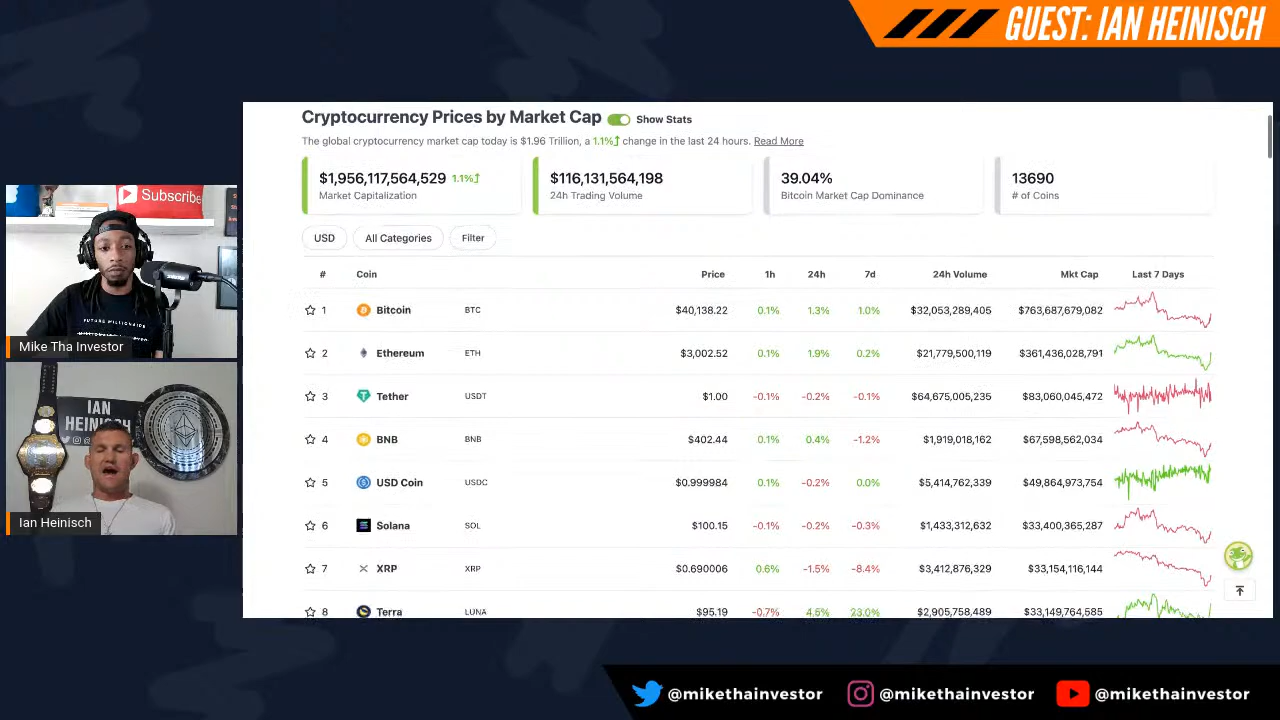 GUEST: IAN HEINISCH
Cryptocurrency Prices by Market Cap Show Stats
The global cryptocurrency market cap today is $1.96 Trillion, a 1.1% change in the last 24 hours. Read More
$1,956,117,564,529 1.1%
Market Capitalization
$116,131,564,198
24h Trading Volume
39.04%
Bitcoin Market Cap Dominance
13690
# of Coins
USD All Categories Filter
# Coin Price 1h 24h 7d 24h Volume Mkt Cap Last 7 Days
1 Bitcoin BTC $40,138.22 0.1% 1.3% 1.0% $32,053,289,405 $763,687,679,082
2 Ethereum ETH $3,002.52 0.1% 1.9% 0.2% $21,779,500,119 $361,436,028,791
3 Tether USDT $1.00 -0.1% -0.2% -0.1% $64,675,005,235 $83,060,045,472
4 BNB BNB $402.44 0.1% 0.4% -1.2% $1,919,018,162 $67,598,562,034
5 USD Coin USDC $0.999984 0.1% -0.2% 0.0% $5,414,762,339 $49,864,973,754
6 Solana SOL $100.15 -0.1% -0.2% -0.3% $1,433,312,632 $33,400,365,287
7 XRP XRP $0.690006 0.6% -1.5% -8.4% $3,412,876,329 $33,154,116,144
8 Terra LUNA $95.19 -0.7% 4.5% 23.0% $2,905,758,489 $33,149,764,585
Subscribe
FUTURE MILLIONAIRE
Mike Tha Investor
IAN
HEINISCH
Ian Heinisch
@mikethainvestor @mikethainvestor @mikethainvestor